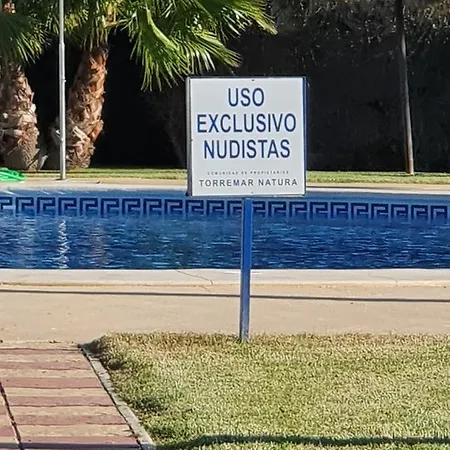 USO
EXCLUSIVO
NUDISTAS
COMUNIDAD DE PROPIETARIOS
TORREMAR NATURA